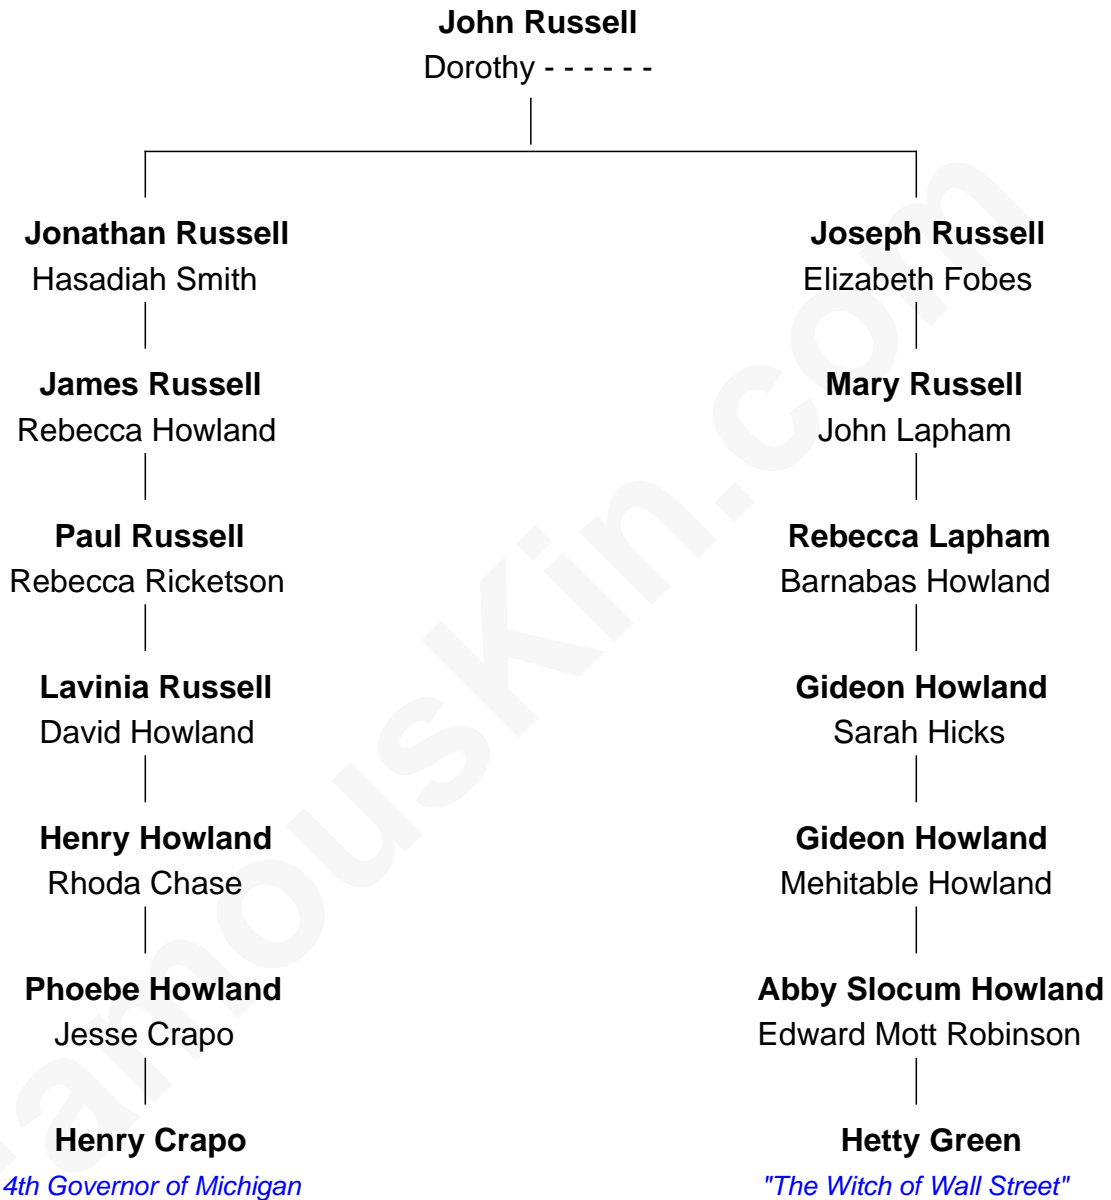 John Russell
Dorothy - - - - - -
Jonathan Russell
Hasadiah Smith
Joseph Russell
Elizabeth Fobes
James Russell
Rebecca Howland
Mary Russell
John Lapham
Paul Russell
Rebecca Ricketson
Rebecca Lapham
Barnabas Howland
Lavinia Russell
David Howland
Gideon Howland
Sarah Hicks
Henry Howland
Rhoda Chase
Gideon Howland
Mehitable Howland
Phoebe Howland
Jesse Crapo
Abby Slocum Howland
Edward Mott Robinson
Henry Crapo
4th Governor of Michigan
Hetty Green
"The Witch of Wall Street"
FamousKin.com